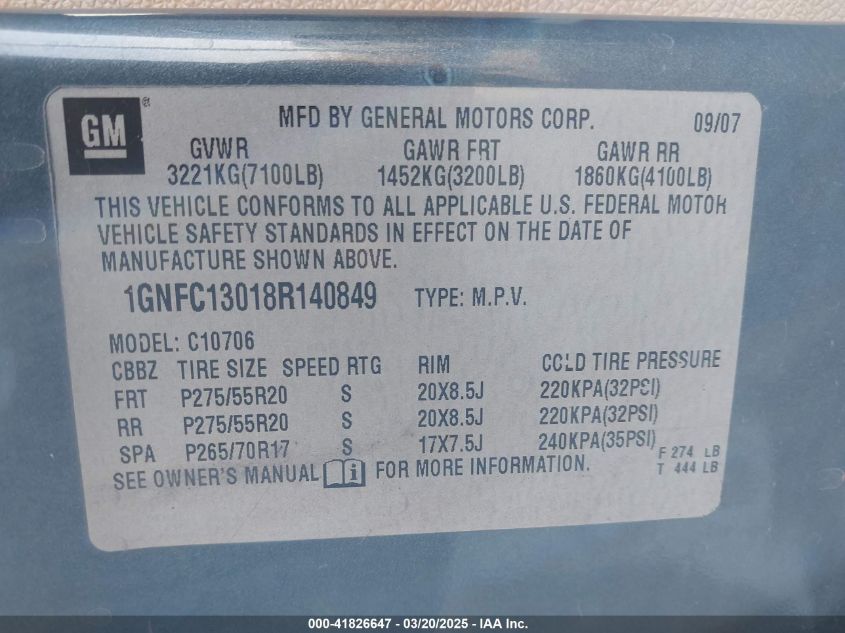 GM ®
MFD BY GENERAL MOTORS CORP. 09/07
GVWR GAWR FRT GAWR RR
3221KG(7100LB) 1452KG(3200LB) 1860KG(4100LB)
THIS VEHICLE CONFORMS TO ALL APPLICABLE U.S. FEDERAL MOTOR
VEHICLE SAFETY STANDARDS IN EFFECT ON THE DATE OF
MANUFACTURE SHOWN ABOVE.
1GNFC13018R140849 TYPE: M.P.V.
MODEL: C10706
CBBZ TIRE SIZE SPEED RTG RIM COLD TIRE PRESSURE
FRT P275/55R20 S 20X8.5J 220KPA(32PSI)
RR P275/55R20 S 20X8.5J 220KPA(32PSI)
SPA P265/70R17 S 17X7.5J 240KPA(35PSI) F 274 LB
SEE OWNER'S MANUAL i FOR MORE INFORMATION. T 444 LB
000-41826647 - 03/20/2025 - IAA Inc.